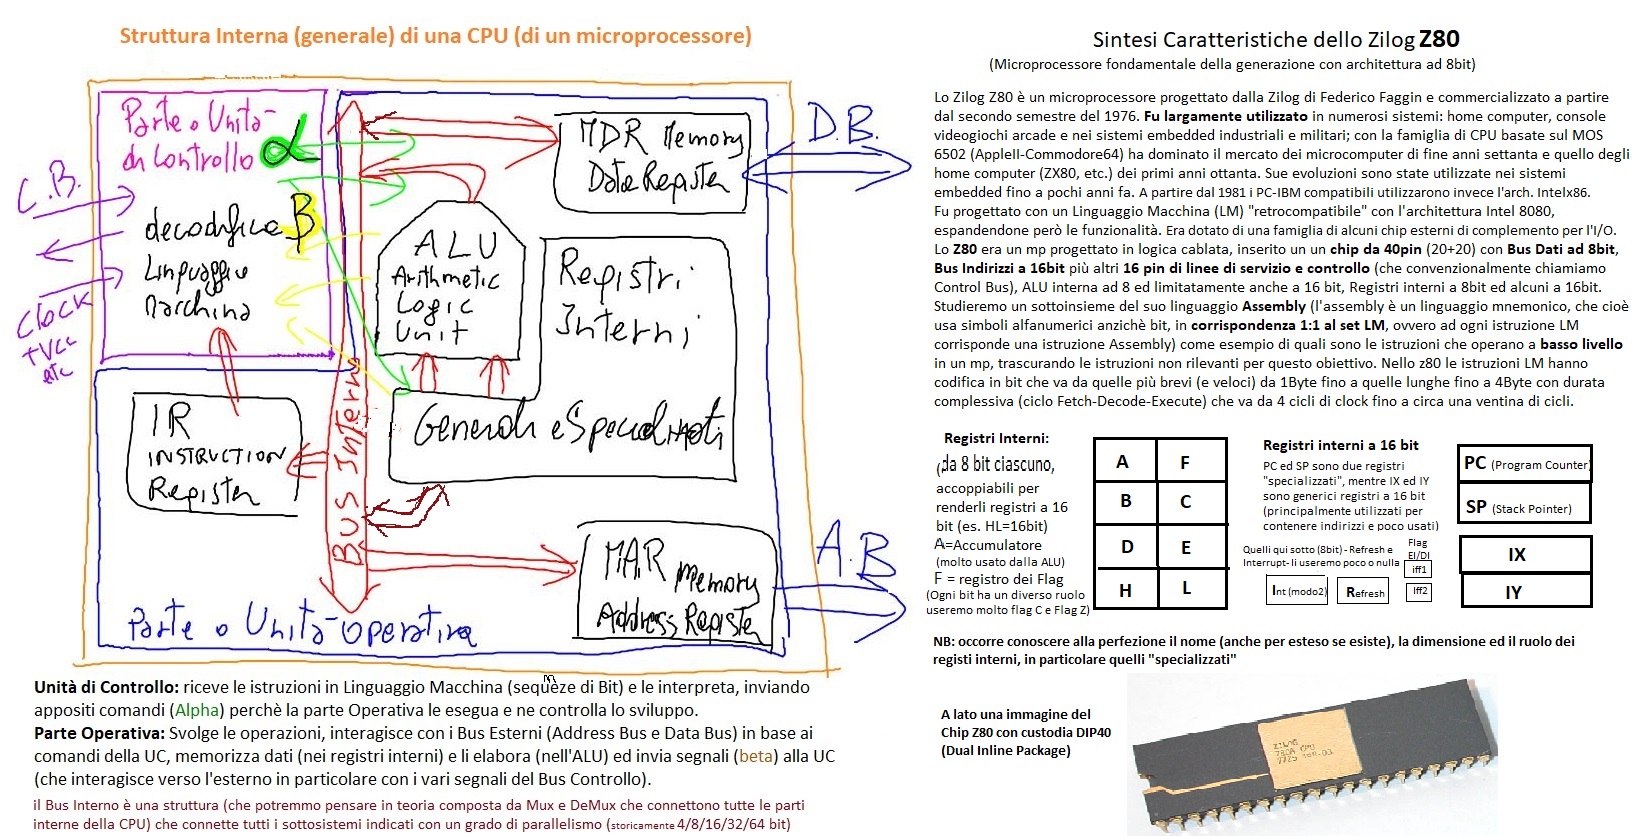 Struttura Interna (generale) di una CPU (di un microprocessore)
Parte o Unità
di Controllo α
decodifica β
Linguaggio
Macchina
C.B.
Clock
+Vcc
etc
MDR Memory
Data Register
D.B.
ALU
Arithmetic
Logic
Unit
Registri
Interni
Generali e Specializzati
IR
INSTRUCTION
Register
BUS Interno
MAR Memory
Address Register
A.B
Parte o Unità operativa
Unità di Controllo: riceve le istruzioni in Linguaggio Macchina (sequèze di Bit) e le interpreta, inviando
appositi comandi (Alpha) perchè la parte Operativa le esegua e ne controlla lo sviluppo.
Parte Operativa: Svolge le operazioni, interagisce con i Bus Esterni (Address Bus e Data Bus) in base ai
comandi della UC, memorizza dati (nei registri interni) e li elabora (nell'ALU) ed invia segnali (beta) alla UC
(che interagisce verso l'esterno in particolare con i vari segnali del Bus Controllo).
il Bus Interno è una struttura (che potremmo pensare in teoria composta da Mux e DeMux che connettono tutte le parti
interne della CPU) che connette tutti i sottosistemi indicati con un grado di parallelismo (storicamente 4/8/16/32/64 bit)
Sintesi Caratteristiche dello Zilog Z80
(Microprocessore fondamentale della generazione con architettura ad 8bit)
Lo Zilog Z80 è un microprocessore progettato dalla Zilog di Federico Faggin e commercializzato a partire
dal secondo semestre del 1976. Fu largamente utilizzato in numerosi sistemi: home computer, console
videogiochi arcade e nei sistemi embedded industriali e militari; con la famiglia di CPU basate sul MOS
6502 (AppleII-Commodore64) ha dominato il mercato dei microcomputer di fine anni settanta e quello degli
home computer (ZX80, etc.) dei primi anni ottanta. Sue evoluzioni sono state utilizzate nei sistemi
embedded fino a pochi anni fa. A partire dal 1981 i PC-IBM compatibili utilizzarono invece l'arch. Intelx86.
Fu progettato con un Linguaggio Macchina (LM) "retrocompatibile" con l'architettura Intel 8080,
espandendone però le funzionalità. Era dotato di una famiglia di alcuni chip esterni di complemento per l'I/O.
Lo Z80 era un mp progettato in logica cablata, inserito un un chip da 40pin (20+20) con Bus Dati ad 8bit,
Bus Indirizzi a 16bit più altri 16 pin di linee di servizio e controllo (che convenzionalmente chiamiamo
Control Bus), ALU interna ad 8 ed limitatamente anche a 16 bit, Registri interni a 8bit ed alcuni a 16bit.
Studieremo un sottoinsieme del suo linguaggio Assembly (l'assembly è un linguaggio mnemonico, che cioè
usa simboli alfanumerici anzichè bit, in corrispondenza 1:1 al set LM, ovvero ad ogni istruzione LM
corrisponde una istruzione Assembly) come esempio di quali sono le istruzioni che operano a basso livello
in un mp, trascurando le istruzioni non rilevanti per questo obiettivo. Nello z80 le istruzioni LM hanno
codifica in bit che va da quelle più brevi (e veloci) da 1Byte fino a quelle lunghe fino a 4Byte con durata
complessiva (ciclo Fetch-Decode-Execute) che va da 4 cicli di clock fino a circa una ventina di cicli.
Registri Interni:
(da 8 bit ciascuno,
accoppiabili per
renderli registri a 16
bit (es. HL=16bit)
A=Accumulatore
(molto usato dalla ALU)
F = registro dei Flag
(Ogni bit ha un diverso ruolo
useremo molto flag C e Flag Z)
A F
B C
D E
H L
Registri interni a 16 bit
PC ed SP sono due registri
"specializzati", mentre IX ed IY
sono generici registri a 16 bit
(principalmente utilizzati per
contenere indirizzi e poco usati)
Quelli qui sotto (8bit) - Refresh e
Interrupt- li useremo poco o nulla
Int (modo2) Refresh
Flag
EI/DI
iff1
Iff2
PC (Program Counter)
SP (Stack Pointer)
IX
IY
NB: occorre conoscere alla perfezione il nome (anche per esteso se esiste), la dimensione ed il ruolo dei
registi interni, in particolare quelli "specializzati"
A lato una immagine del
Chip Z80 con custodia DIP40
(Dual Inline Package)
ZILOG
Z80A CPU